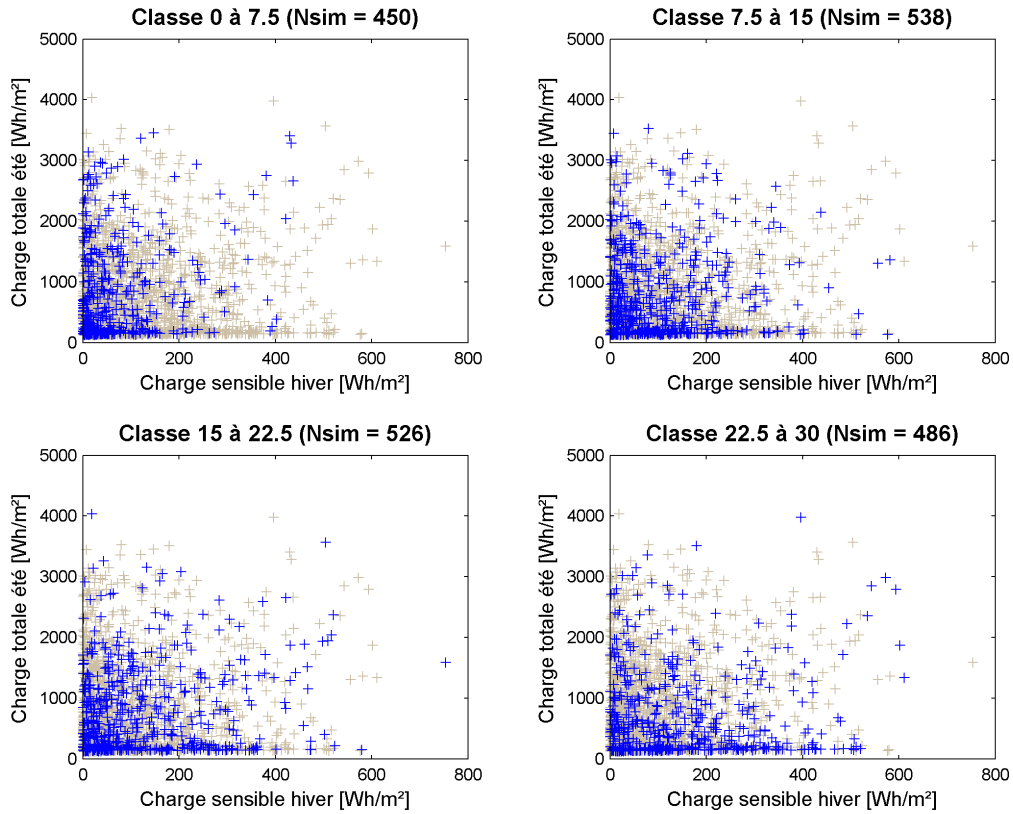 Classe 0 à 7.5 (Nsim = 450)
5000
4000
3000
2000
1000
0
Charge totale été [Wh/m²]
0 200 400 600 800
Charge sensible hiver [Wh/m²]
Classe 7.5 à 15 (Nsim = 538)
5000
4000
3000
2000
1000
0
Charge totale été [Wh/m²]
0 200 400 600 800
Charge sensible hiver [Wh/m²]
Classe 15 à 22.5 (Nsim = 526)
5000
4000
3000
2000
1000
0
Charge totale été [Wh/m²]
0 200 400 600 800
Charge sensible hiver [Wh/m²]
Classe 22.5 à 30 (Nsim = 486)
5000
4000
3000
2000
1000
0
Charge totale été [Wh/m²]
0 200 400 600 800
Charge sensible hiver [Wh/m²]